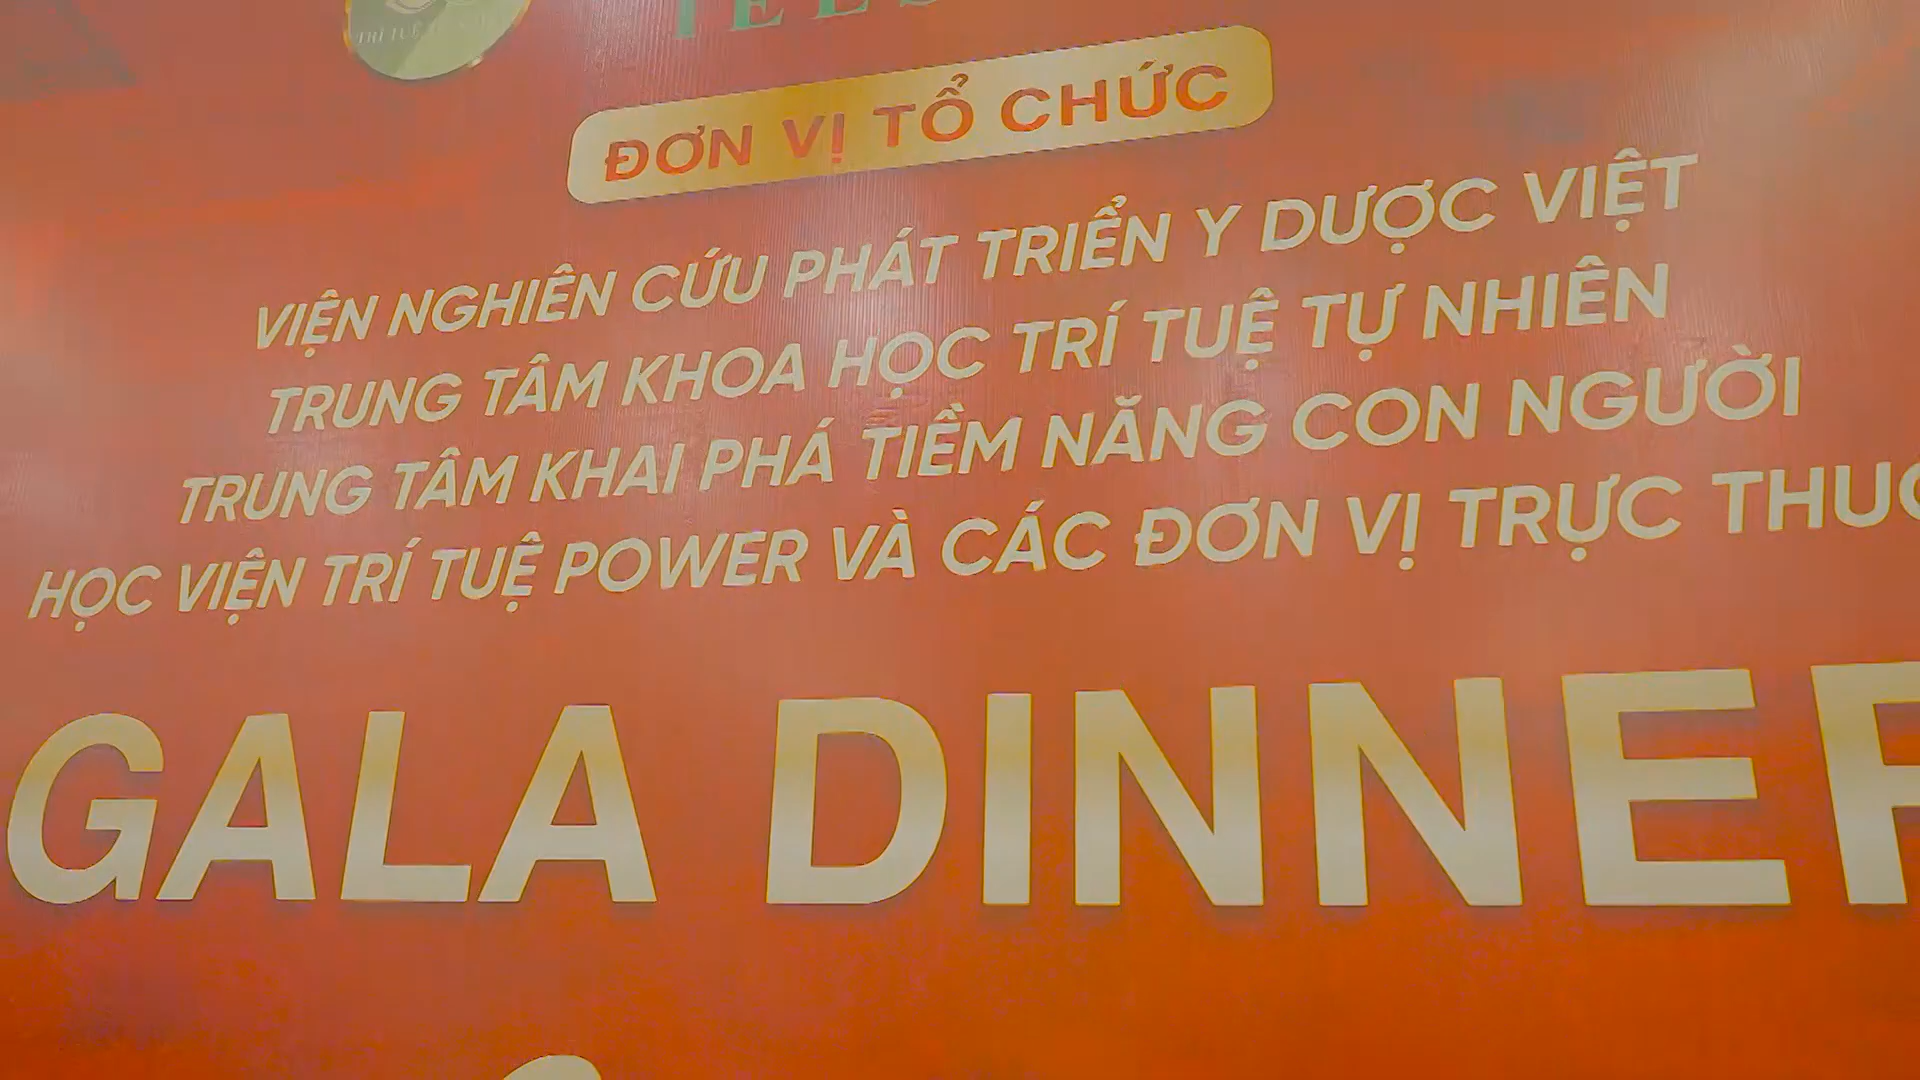 ĐƠN VỊ TỔ CHỨC
VIỆN NGHIÊN CỨU PHÁT TRIỂN Y DƯỢC VIỆT
TRUNG TÂM KHOA HỌC TRÍ TUỆ TỰ NHIÊN
TRUNG TÂM KHAI PHÁ TIỀM NĂNG CON NGƯỜI
HỌC VIỆN TRÍ TUỆ POWER VÀ CÁC ĐƠN VỊ TRỰC
GALA DINNER